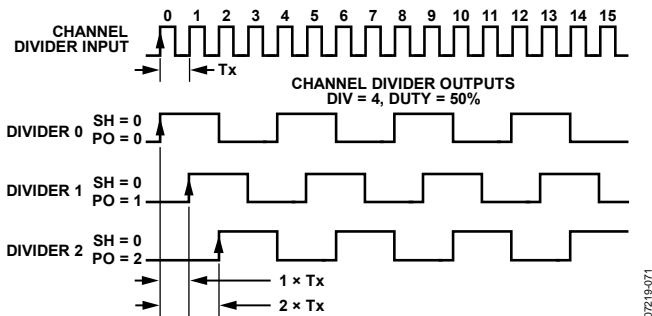 0 1 2 3 4 5 6 7 8 9 10 11 12 13 14 15
CHANNEL
DIVIDER INPUT
Tx
CHANNEL DIVIDER OUTPUTS
DIV = 4, DUTY = 50%
DIVIDER 0
SH = 0
PO = 0
DIVIDER 1
SH = 0
PO = 1
DIVIDER 2
SH = 0
PO = 2
1 × Tx
2 × Tx
07219-071